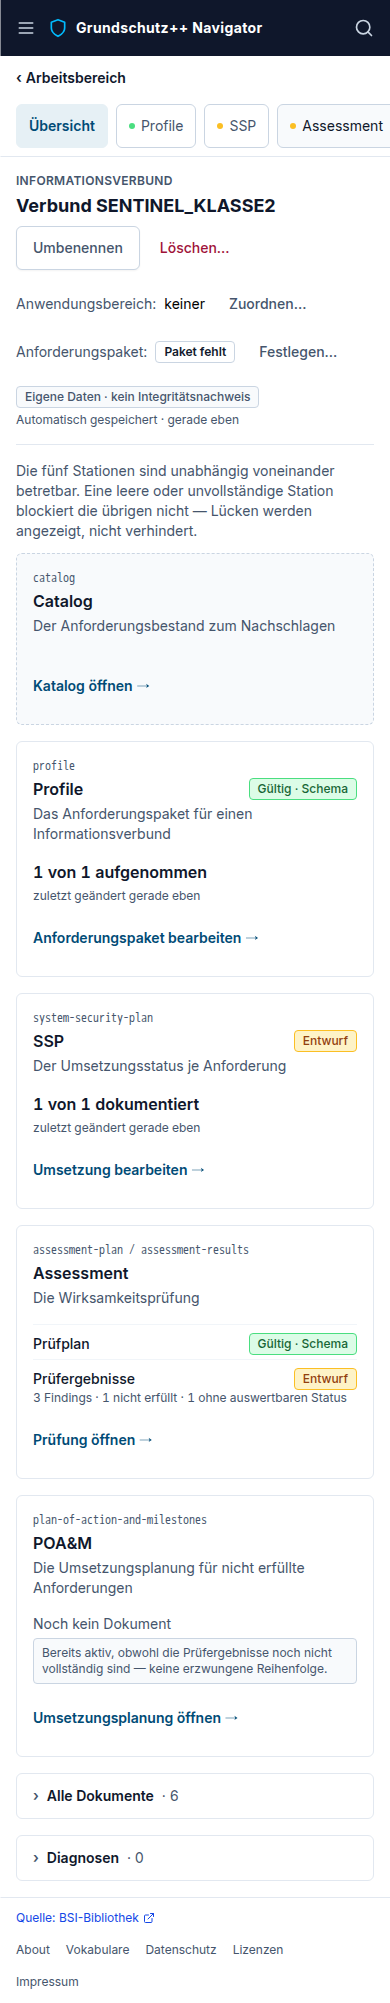 Grundschutz++ Navigator
‹ Arbeitsbereich
Übersicht
Profile
SSP
Assessment
INFORMATIONSVERBUND
Verbund SENTINEL_KLASSE2
Umbenennen
Löschen…
Anwendungsbereich: keiner Zuordnen…
Anforderungspaket: Paket fehlt Festlegen…
Eigene Daten · kein Integritätsnachweis
Automatisch gespeichert · gerade eben
Die fünf Stationen sind unabhängig voneinander
betretbar. Eine leere oder unvollständige Station
blockiert die übrigen nicht — Lücken werden
angezeigt, nicht verhindert.
catalog
Catalog
Der Anforderungsbestand zum Nachschlagen
Katalog öffnen →
profile
Profile
Gültig · Schema
Das Anforderungspaket für einen
Informationsverbund
1 von 1 aufgenommen
zuletzt geändert gerade eben
Anforderungspaket bearbeiten →
system-security-plan
SSP
Entwurf
Der Umsetzungsstatus je Anforderung
1 von 1 dokumentiert
zuletzt geändert gerade eben
Umsetzung bearbeiten →
assessment-plan / assessment-results
Assessment
Die Wirksamkeitsprüfung
Prüfplan
Gültig · Schema
Prüfergebnisse
Entwurf
3 Findings · 1 nicht erfüllt · 1 ohne auswertbaren Status
Prüfung öffnen →
plan-of-action-and-milestones
POA&M
Die Umsetzungsplanung für nicht erfüllte
Anforderungen
Noch kein Dokument
Bereits aktiv, obwohl die Prüfergebnisse noch nicht
vollständig sind — keine erzwungene Reihenfolge.
Umsetzungsplanung öffnen →
› Alle Dokumente · 6
› Diagnosen · 0
Quelle: BSI-Bibliothek
About Vokabulare Datenschutz Lizenzen
Impressum